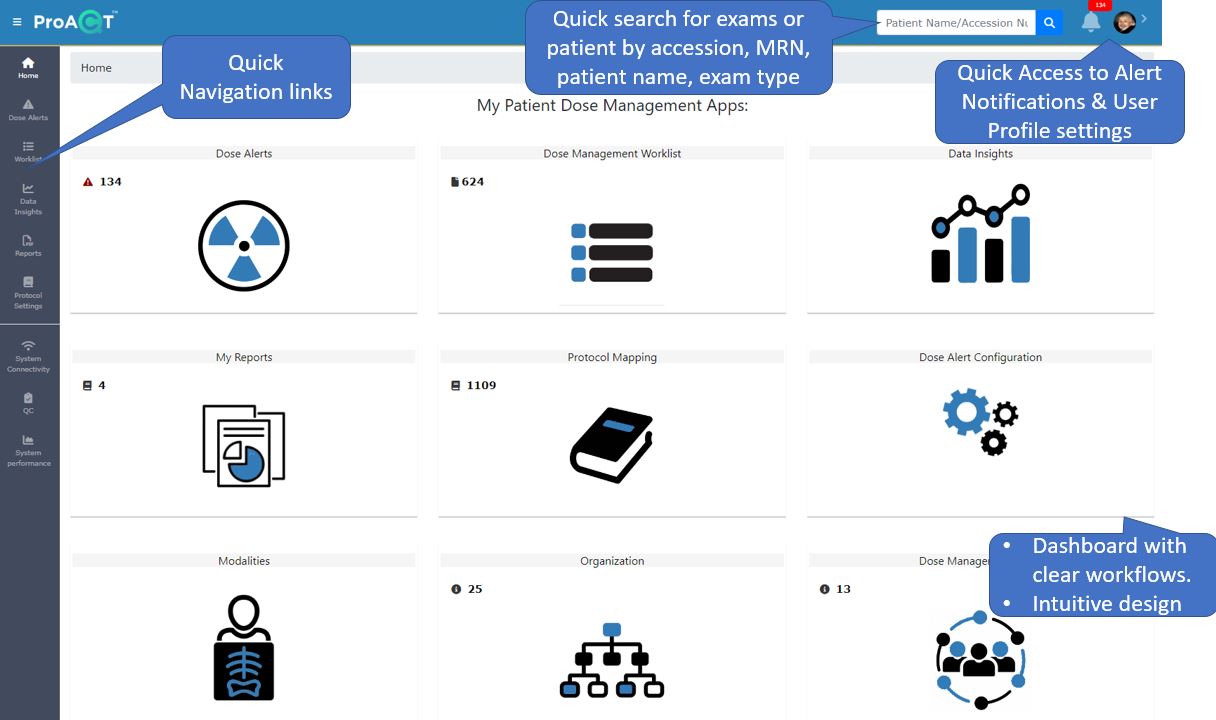 ProACT™
Quick search for exams or
patient by accession, MRN,
patient name, exam type
Patient Name/Accession Nu
134
Home
Dose Alerts
Worklist
Data
Insights
Reports
Protocol
Settings
System
Connectivity
QC
System
performance
Home
Quick
Navigation links
Quick Access to Alert
Notifications & User
Profile settings
My Patient Dose Management Apps:
Dose Alerts
134
Dose Management Worklist
624
Data Insights
My Reports
4
Protocol Mapping
1109
Dose Alert Configuration
• Dashboard with
clear workflows.
• Intuitive design
Modalities
Organization
25
Dose Manage
13